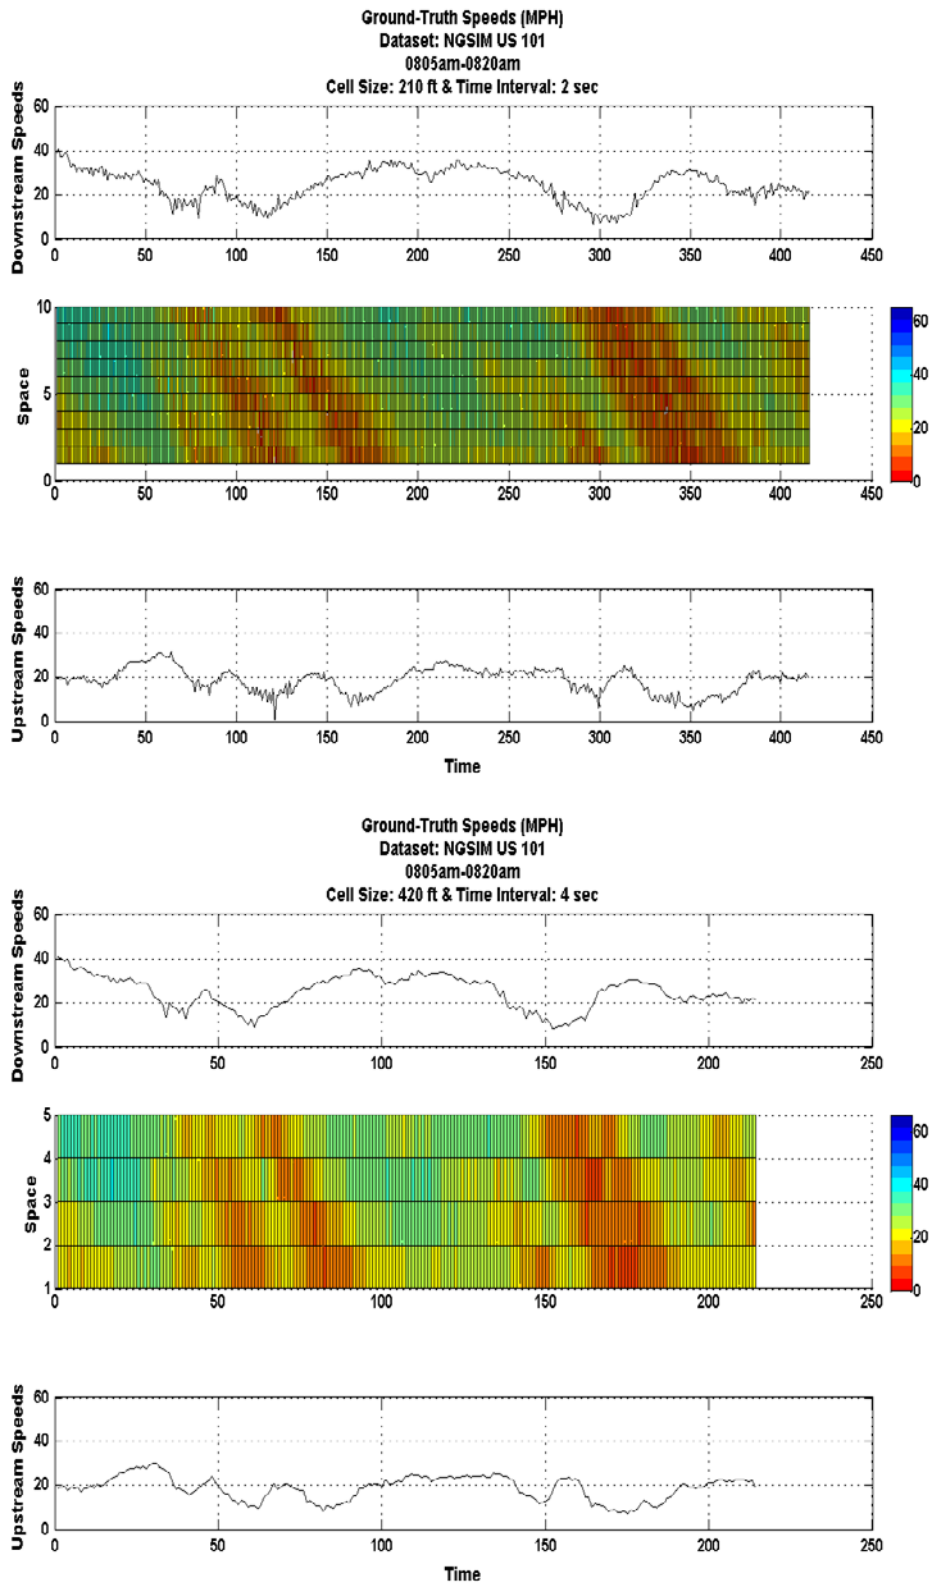 Ground-Truth Speeds (MPH)
Dataset: NGSIM US 101
0805am-0820am
Cell Size: 210 ft & Time Interval: 2 sec
Downstream Speeds
60
40
20
0
0 50 100 150 200 250 300 350 400 450
Space
10
5
0
0 50 100 150 200 250 300 350 400 450
60
40
20
0
Upstream Speeds
60
40
20
0
0 50 100 150 200 250 300 350 400 450
Time
Ground-Truth Speeds (MPH)
Dataset: NGSIM US 101
0805am-0820am
Cell Size: 420 ft & Time Interval: 4 sec
Downstream Speeds
60
40
20
0
0 50 100 150 200 250
Space
5
4
3
2
1
0 50 100 150 200 250
60
40
20
0
Upstream Speeds
60
40
20
0
0 50 100 150 200 250
Time